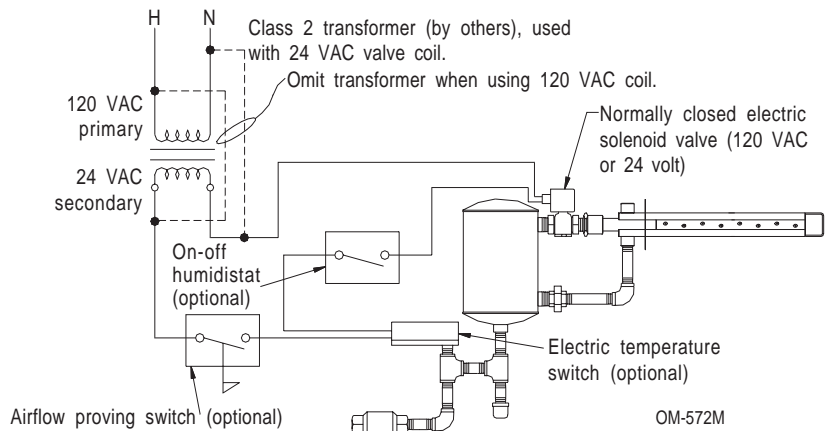 H N
Class 2 transformer (by others), used
with 24 VAC valve coil.
Omit transformer when using 120 VAC coil.
120 VAC
primary
Normally closed electric
solenoid valve (120 VAC
or 24 volt)
24 VAC
secondary
On-off
humidistat
(optional)
Electric temperature
switch (optional)
Airflow proving switch (optional)
OM-572M